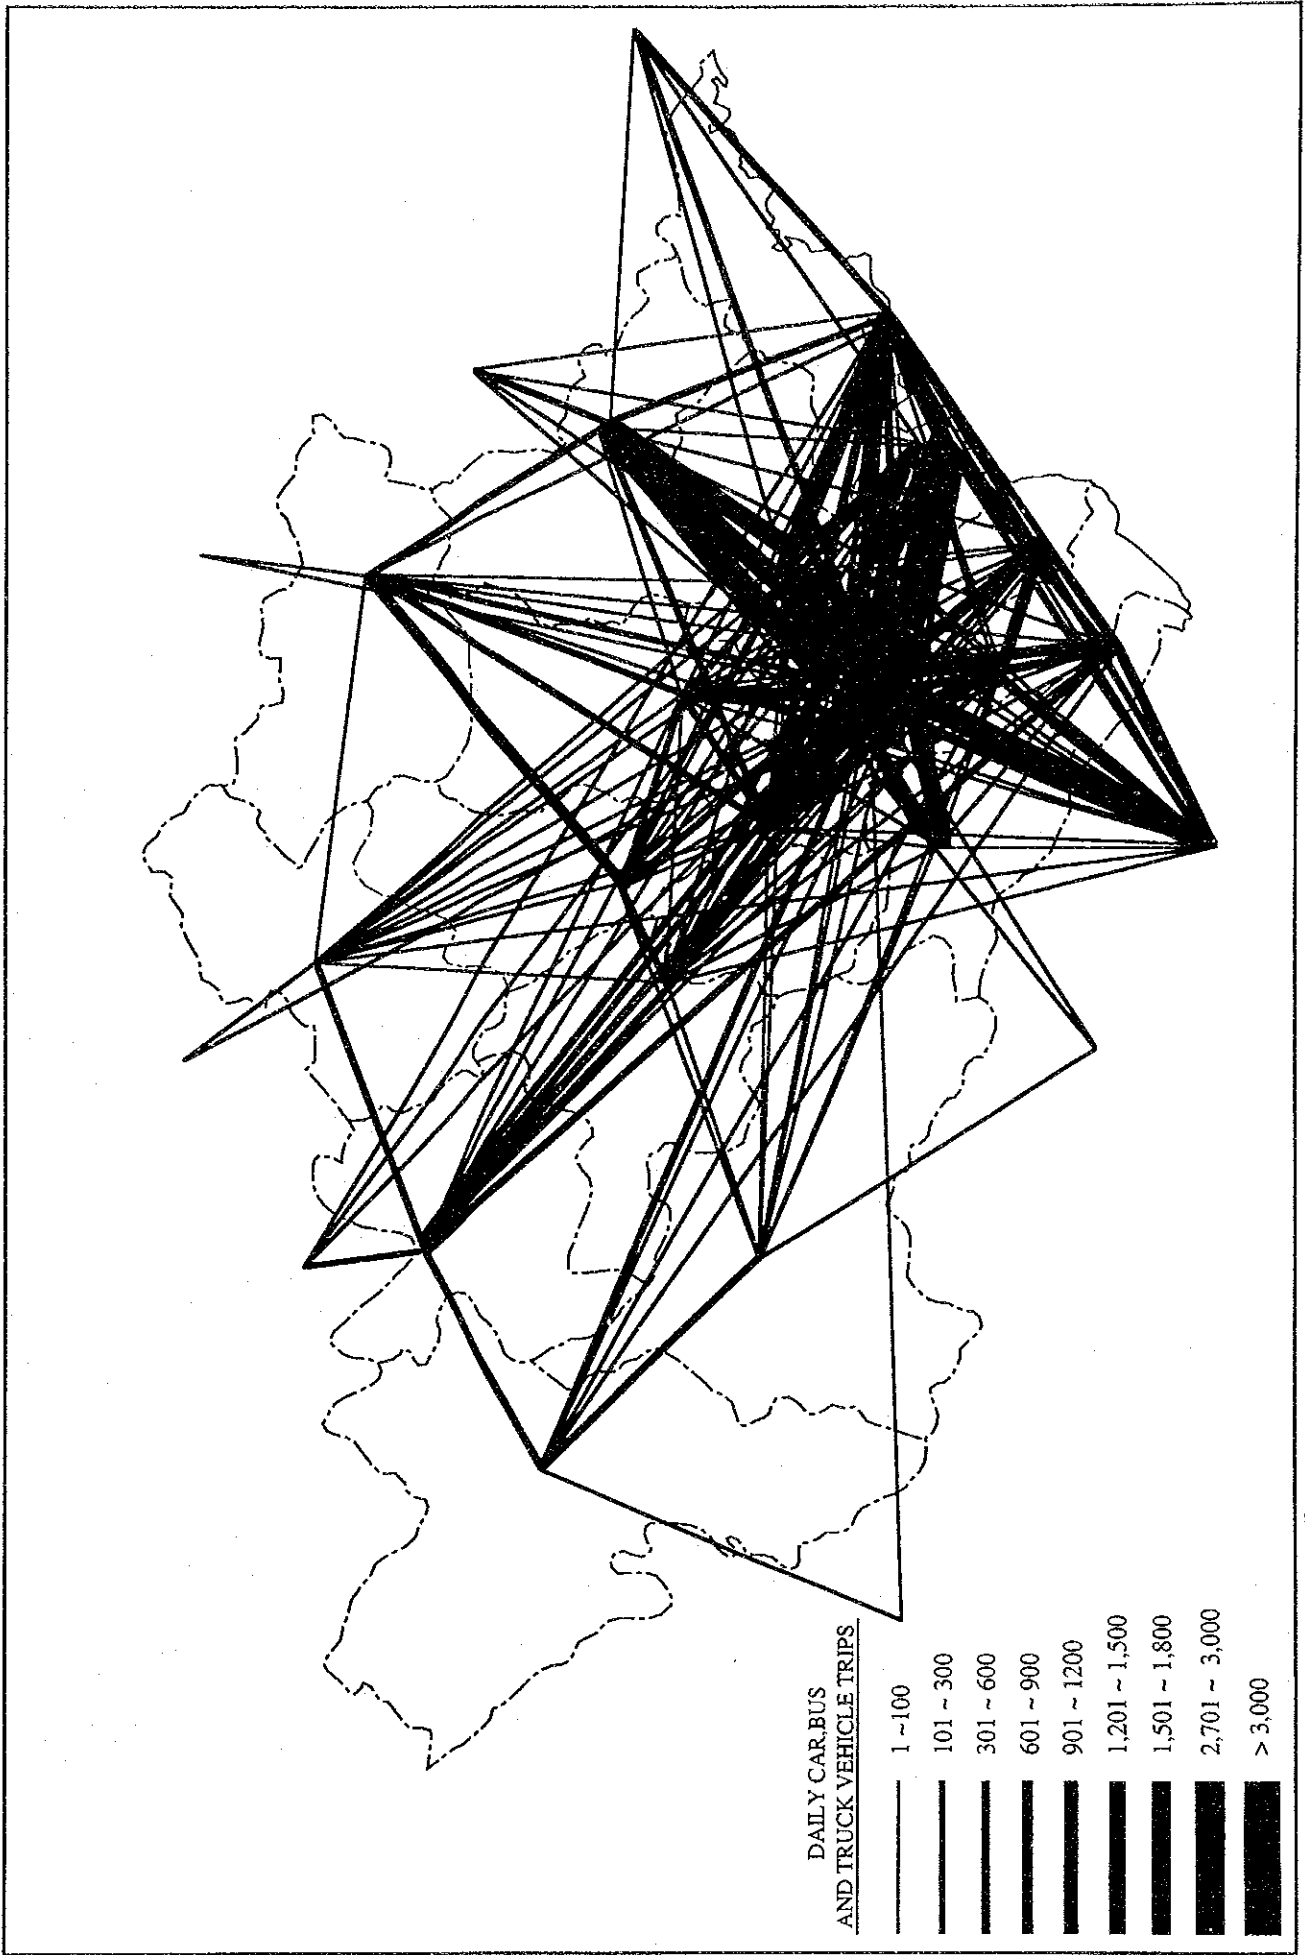 DAILY CAR,BUS
AND TRUCK VEHICLE TRIPS
1 ~100
101 ~ 300
301 ~ 600
601 ~ 900
901 ~ 1200
1,201 ~ 1,500
1,501 ~ 1,800
2,701 ~ 3,000
> 3,000